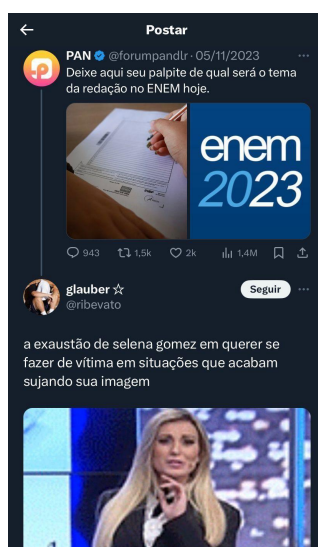 Postar
PAN @forumpandlr · 05/11/2023
Deixe aqui seu palpite de qual será o tema
da redação no ENEM hoje.
enem
2023
943 1,5k 2k 1,4M
glauber ☆
Seguir
@ribevato
a exaustão de selena gomez em querer se
fazer de vítima em situações que acabam
sujando sua imagem